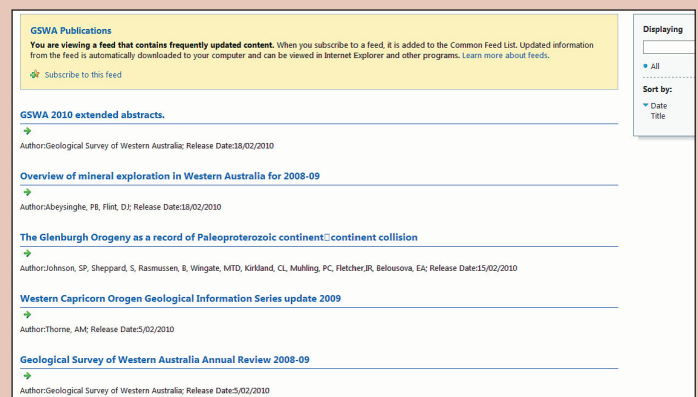 GSWA Publications
You are viewing a feed that contains frequently updated content. When you subscribe to a feed, it is added to the Common Feed List. Updated information
from the feed is automatically downloaded to your computer and can be viewed in Internet Explorer and other programs. Learn more about feeds.
Subscribe to this feed
GSWA 2010 extended abstracts.
Author:Geological Survey of Western Australia; Release Date:18/02/2010
Overview of mineral exploration in Western Australia for 2008-09
Author:Abeysinghe, PB, Flint, DJ; Release Date:18/02/2010
The Glenburgh Orogeny as a record of Paleoproterozoic continent□continent collision
Author:Johnson, SP, Sheppard, S, Rasmussen, B, Wingate, MTD, Kirkland, CL, Muhling, PC, Fletcher,IR, Belousova, EA; Release Date:15/02/2010
Western Capricorn Orogen Geological Information Series update 2009
Author:Thorne, AM; Release Date:5/02/2010
Geological Survey of Western Australia Annual Review 2008-09
Author:Geological Survey of Western Australia; Release Date:5/02/2010
Displaying
All
Sort by:
Date
Title